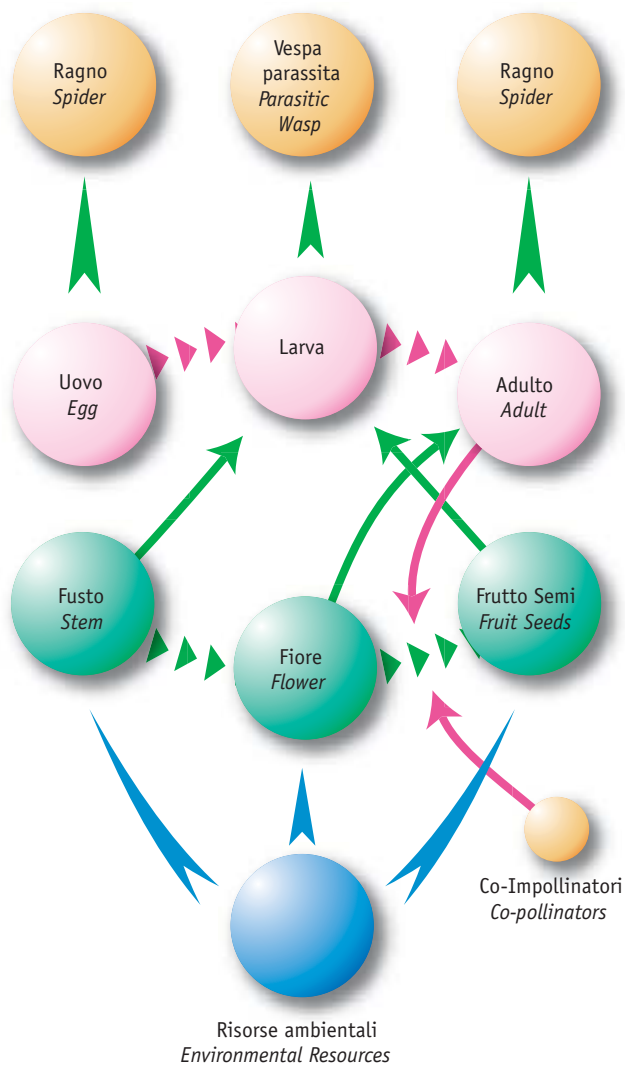 Ragno
Spider
Vespa
parassita
Parasitic
Wasp
Ragno
Spider
Uovo
Egg
Larva
Adulto
Adult
Fusto
Stem
Fiore
Flower
Frutto Semi
Fruit Seeds
Co-Impollinatori
Co-pollinators
Risorse ambientali
Environmental Resources